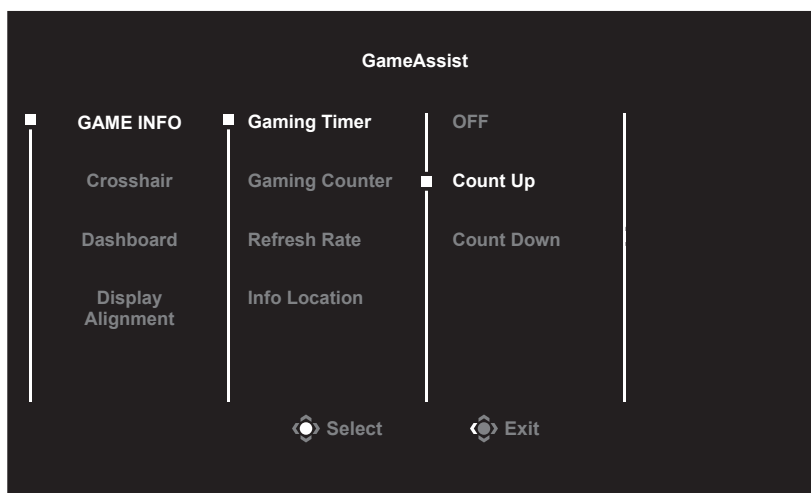 GameAssist
GAME INFO
Crosshair
Dashboard
Display
Alignment
Gaming Timer
Gaming Counter
Refresh Rate
Info Location
OFF
Count Up
Count Down
Select
Exit